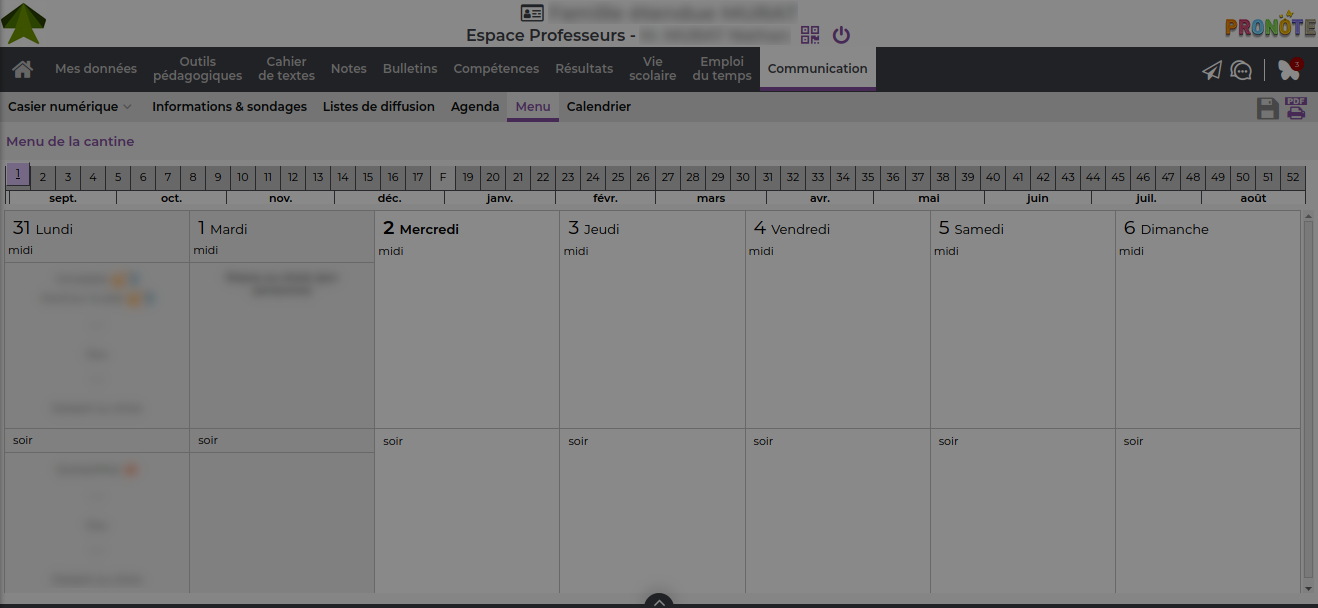 Espace Professeurs -
PRONOTE
Mes données
Outils
pédagogiques
Cahier
de textes
Notes
Bulletins
Compétences
Résultats
Vie
scolaire
Emploi
du temps
Communication
3
Casier numérique
Informations & sondages
Listes de diffusion
Agenda
Menu
Calendrier
PDF
Menu de la cantine
1 2 3 4 5 6 7 8 9 10 11 12 13 14 15 16 17 F 19 20 21 22 23 24 25 26 27 28 29 30 31 32 33 34 35 36 37 38 39 40 41 42 43 44 45 46 47 48 49 50 51 52
sept. oct. nov. déc. janv. févr. mars avr. mai juin juil. août
31 Lundi
midi
1 Mardi
midi
2 Mercredi
midi
3 Jeudi
midi
4 Vendredi
midi
5 Samedi
midi
6 Dimanche
midi
soir
soir
soir
soir
soir
soir
soir